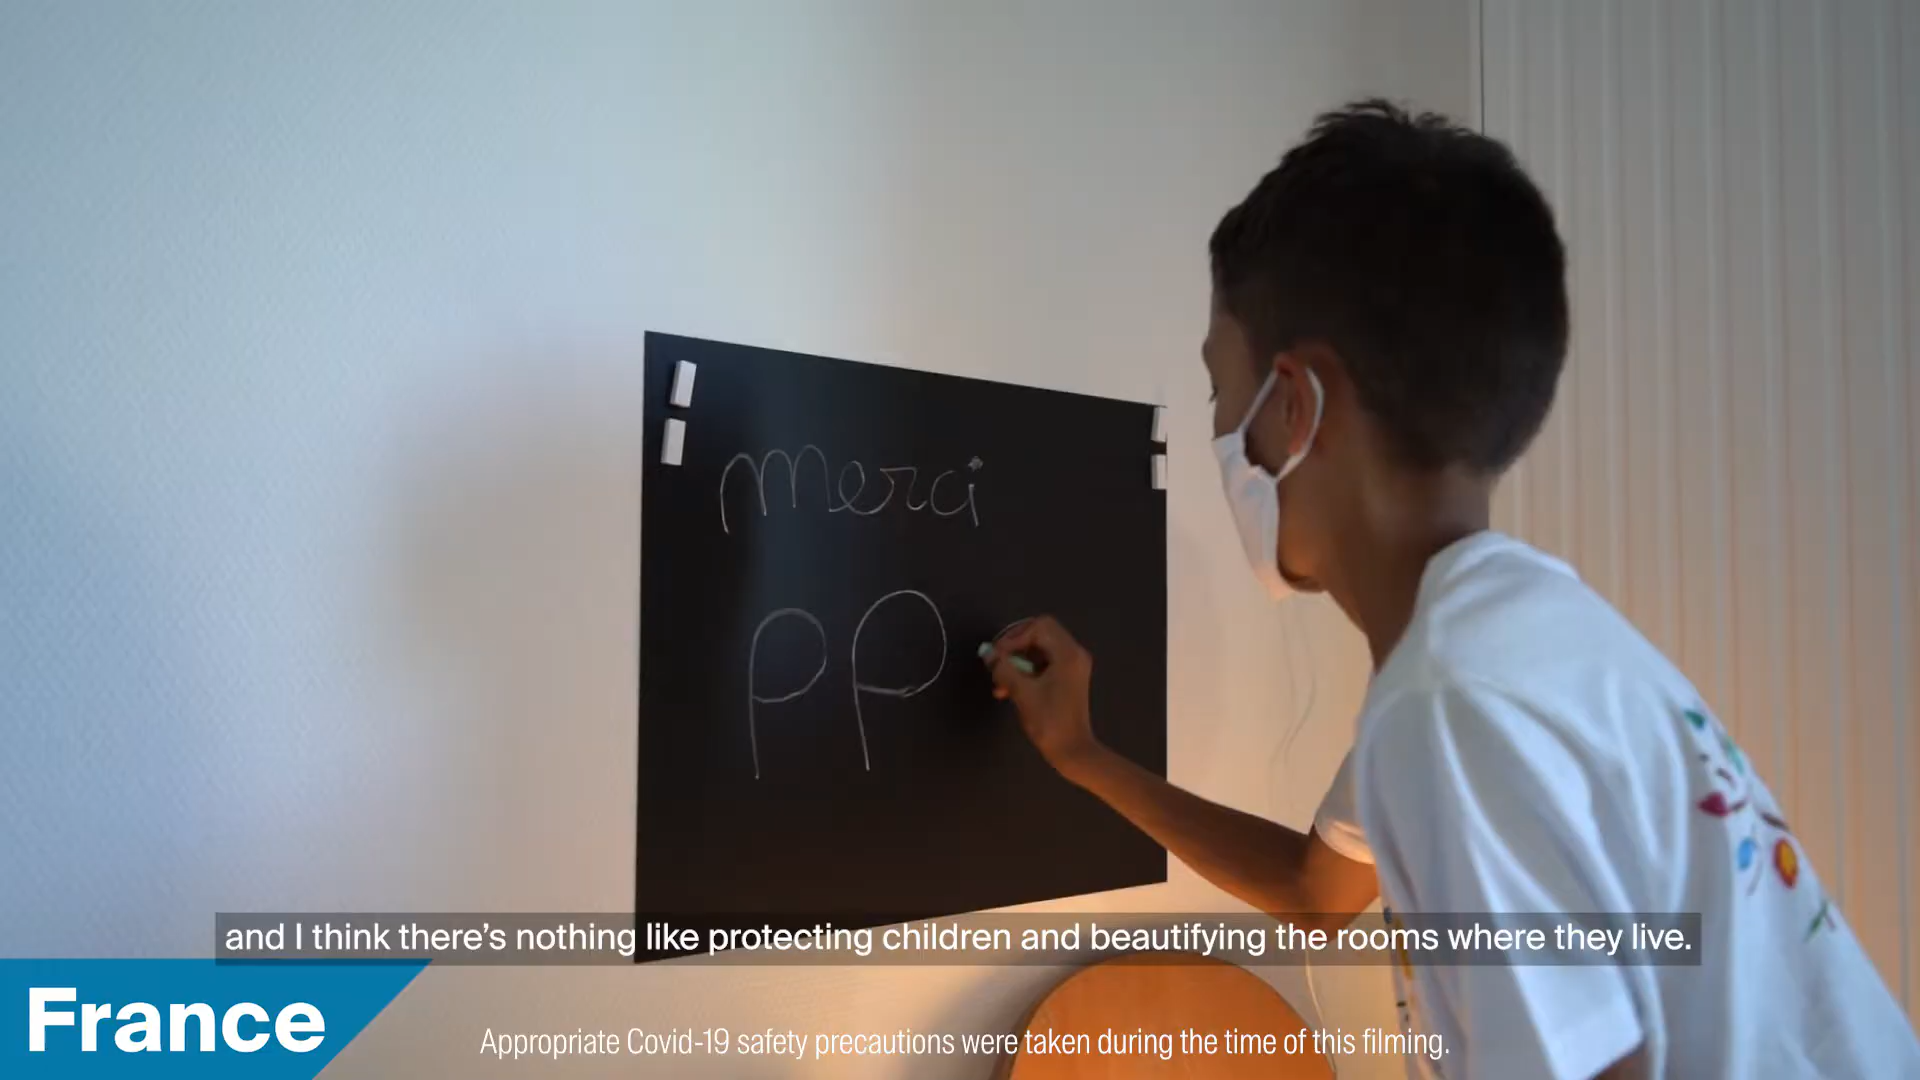 merci
PP
and I think there's nothing like protecting children and beautifying the rooms where they live.
France
Appropriate Covid-19 safety precautions were taken during the time of this filming.